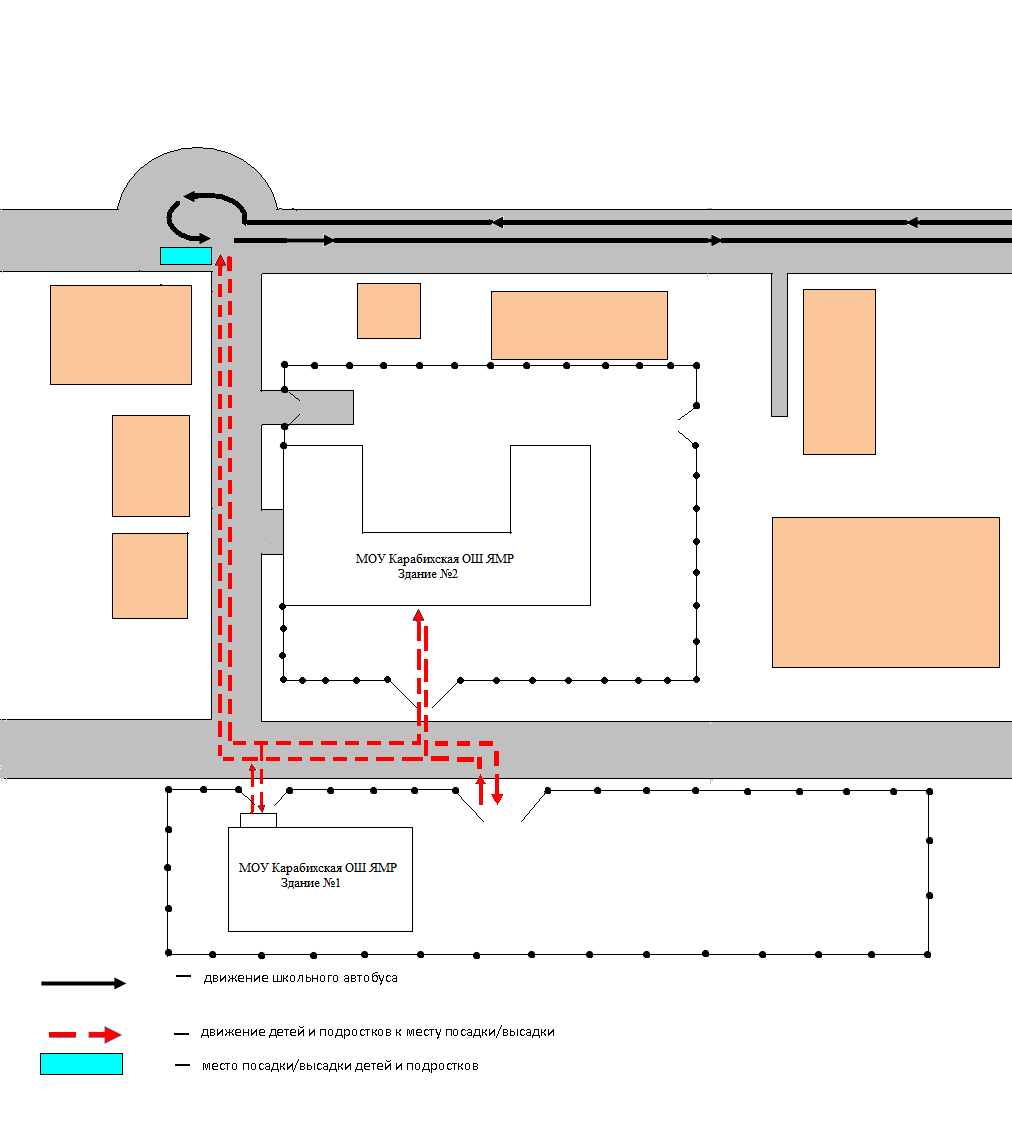 МОУ Карабихская ОШ ЯМР
Здание №2
МОУ Карабихская ОШ ЯМР
Здание №1
— движение школьного автобуса
— движение детей и подростков к месту посадки/высадки
— место посадки/высадки детей и подростков